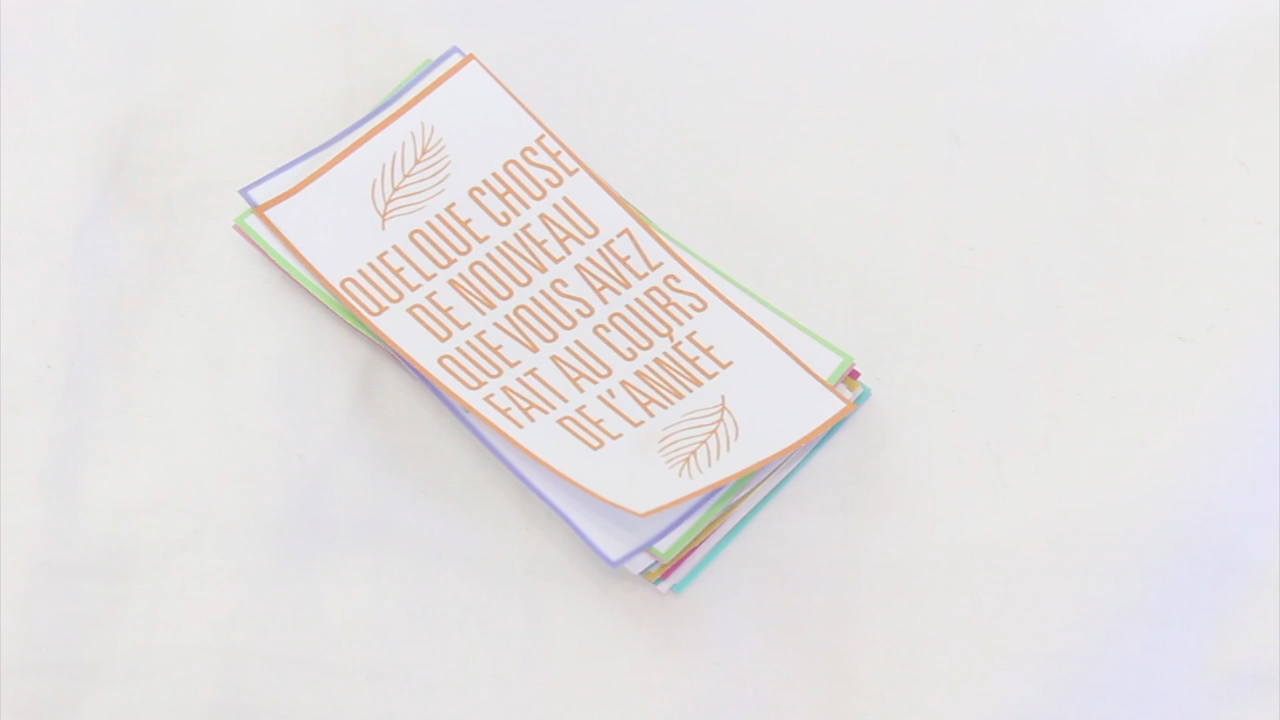 QUELQUE CHOSE
DE NOUVEAU
QUE VOUS AVEZ
FAIT AU COURS
DE L'ANNÉE